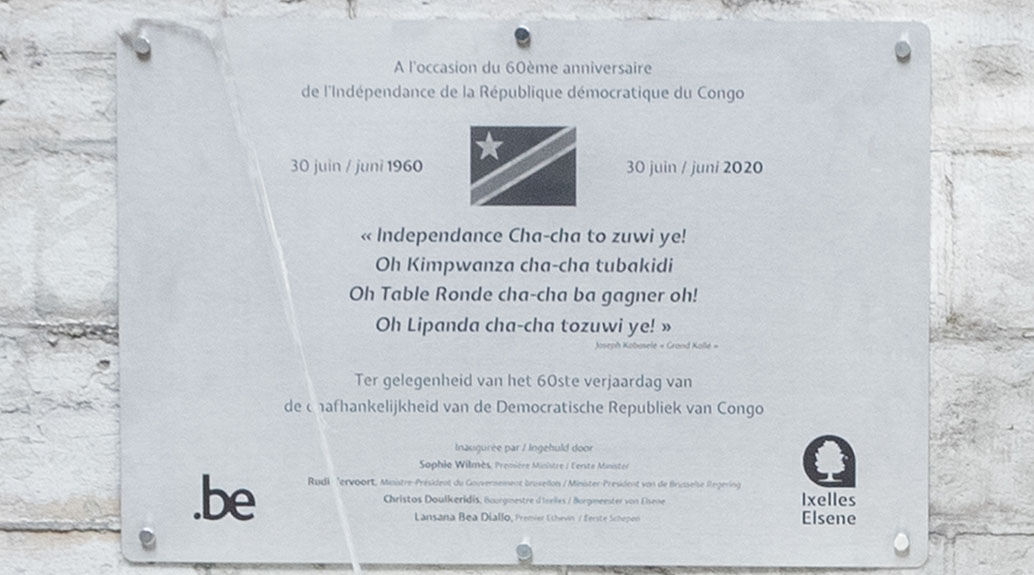 A l'occasion du 60ème anniversaire
de l'Indépendance de la République démocratique du Congo
30 juin / juni 1960
30 juin / juni 2020
« Independance Cha-cha to zuwi ye!
Oh Kimpwanza cha-cha tubakidi
Oh Table Ronde cha-cha ba gagner oh!
Oh Lipanda cha-cha tozuwi ye! »
Joseph Kabasele « Grand Kallé »
Ter gelegenheid van het 60ste verjaardag van
de onafhankelijkheid van de Democratische Republiek van Congo
Inaugurée par / Ingehuld door
Sophie Wilmès, Première Ministre / Eerste Minister
Rudi Vervoort, Ministre-Président du Gouvernement bruxellois / Minister-President van de Brusselse Regering
Christos Doulkeridis, Bourgmestre d'Ixelles / Burgmeester van Elsene
Lansana Bea Diallo, Premier Echevin / Eerste Schepen
.be
Ixelles
Elsene